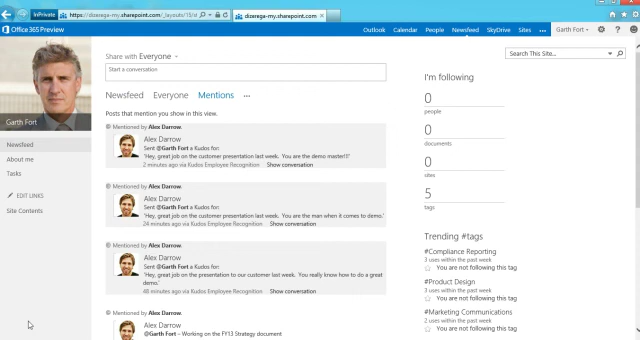 InPrivate
https://dizerega-my.sharepoint.com/_layouts/15/
dizerega-my.sharepoint.com
Office 365 Preview
Outlook Calendar People Newsfeed SkyDrive Sites ... Garth Fort
Share with Everyone
Search This Site...
Start a conversation
I'm following
Newsfeed Everyone Mentions ...
0
people
Posts that mention you show in this view.
Garth Fort
Mentioned by Alex Darrow.
0
documents
Alex Darrow
Sent @Garth Fort a Kudos for:
'Hey, great job on the customer presentation last week. You are the demo master!!!'
2 minutes ago via Kudos Employee Recognition Show conversation
Newsfeed
About me
Tasks
0
sites
EDIT LINKS
Mentioned by Alex Darrow.
5
tags
Alex Darrow
Sent @Garth Fort a Kudos for:
'Hey, great job on the customer presentation last week. You are the man when it comes to demo.'
24 minutes ago via Kudos Employee Recognition Show conversation
Site Contents
Trending #tags
Mentioned by Alex Darrow.
#Compliance Reporting
3 uses within the past week
You are not following this tag
Alex Darrow
Sent @Garth Fort a Kudos for:
'Hey, great job on the presentation to our customer last week. You really know how to do a great
demo.'
48 minutes ago via Kudos Employee Recognition Show conversation
#Product Design
3 uses within the past week
You are not following this tag
Mentioned by Alex Darrow.
#Marketing Communications
2 uses within the past week
You are not following this tag
Alex Darrow
@Garth Fort – Working on the FY13 Strategy document